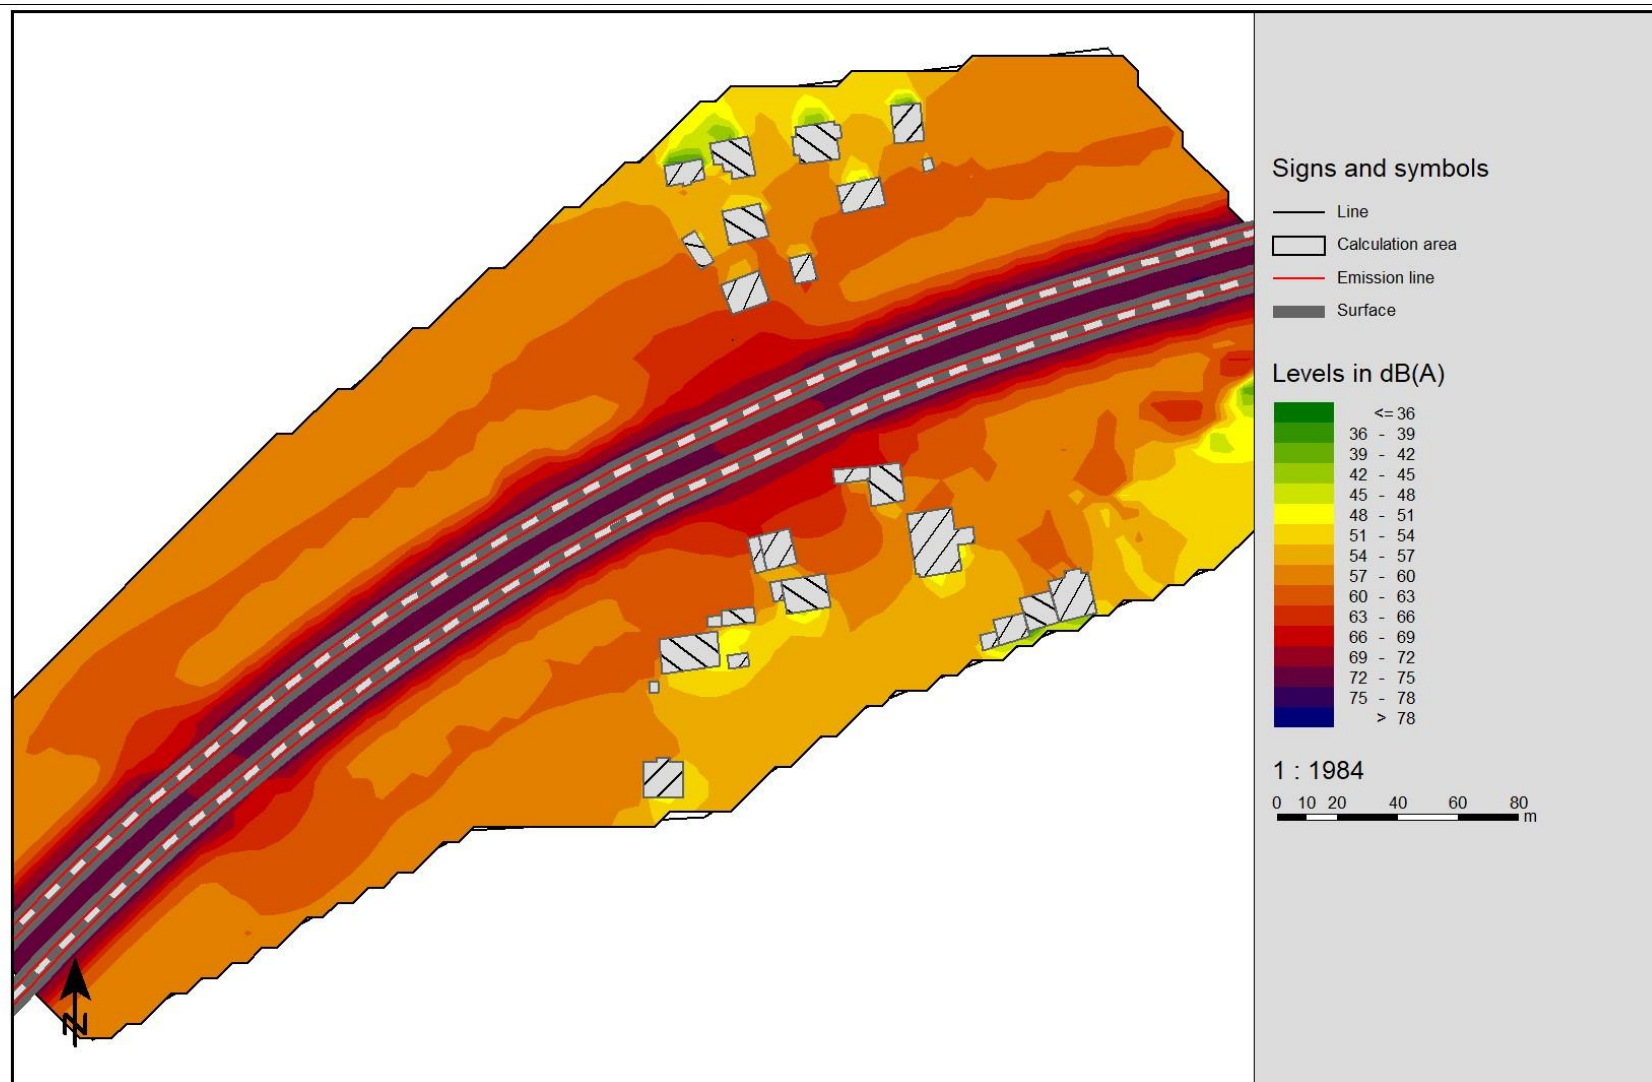 Signs and symbols
Line
Calculation area
Emission line
Surface
Levels in dB(A)
<= 36
36 - 39
39 - 42
42 - 45
45 - 48
48 - 51
51 - 54
54 - 57
57 - 60
60 - 63
63 - 66
66 - 69
69 - 72
72 - 75
75 - 78
> 78
1 : 1984
0 10 20 40 60 80
m
N